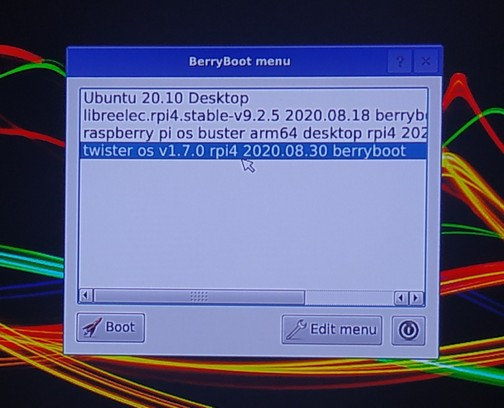 BerryBoot menu
Ubuntu 20.10 Desktop
libreelec.rpi4.stable-v9.2.5 2020.08.18 berryb
raspberry pi os buster arm64 desktop rpi4 202
twister os v1.7.0 rpi4 2020.08.30 berryboot
Boot
Edit menu